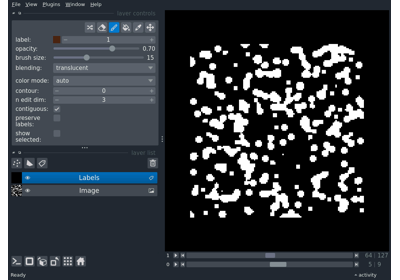 File View Plugins Window Help
layer controls
label: 1
opacity: 0.70
brush size: 15
blending: translucent
color mode: auto
contour: 0
n edit dim: 3
contiguous:
preserve
labels:
show
selected:
layer list
Labels
Image
1 64 127
0 5 9
Ready activity